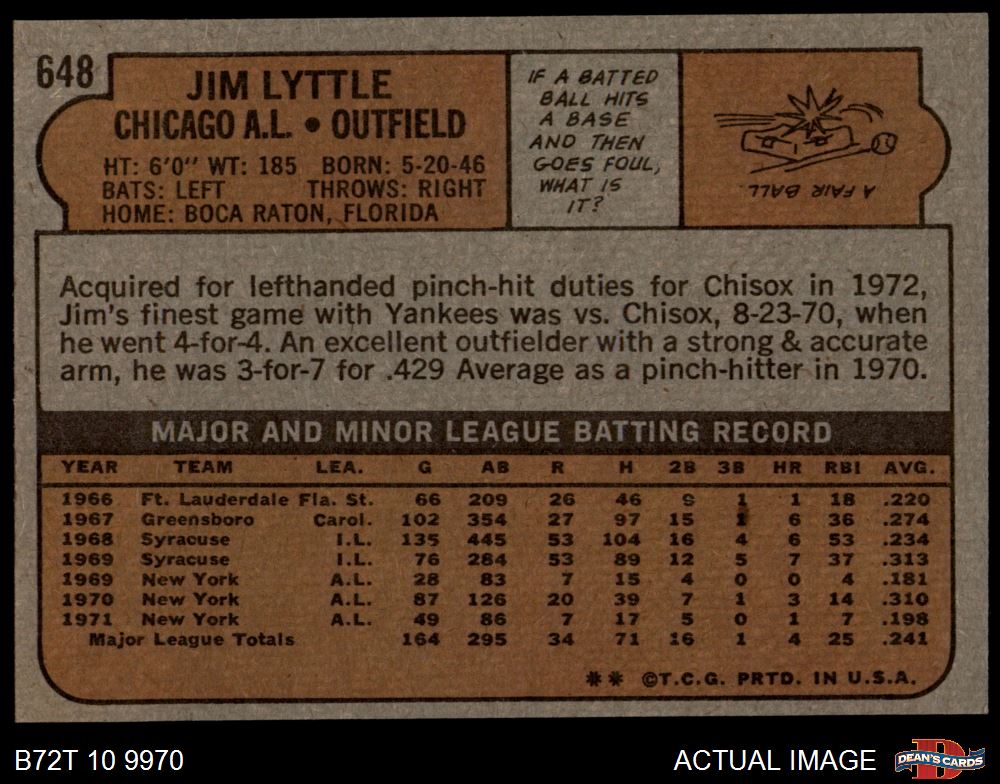 648
JIM LYTTLE
CHICAGO A.L. • OUTFIELD
HT: 6'0" WT: 185 BORN: 5-20-46
BATS: LEFT THROWS: RIGHT
HOME: BOCA RATON, FLORIDA
IF A BATTED
BALL HITS
A BASE
AND THEN
GOES FOUL,
WHAT IS
IT?
A FAIR BALL.
Acquired for lefthanded pinch-hit duties for Chisox in 1972,
Jim's finest game with Yankees was vs. Chisox, 8-23-70, when
he went 4-for-4. An excellent outfielder with a strong & accurate
arm, he was 3-for-7 for .429 Average as a pinch-hitter in 1970.
MAJOR AND MINOR LEAGUE BATTING RECORD
YEAR TEAM LEA. G AB R H 2B 3B HR RBI AVG.
1966 Ft. Lauderdale Fla. St. 66 209 26 46 9 1 1 18 .220
1967 Greensboro Carol. 102 354 27 97 15 1 6 36 .274
1968 Syracuse I.L. 135 445 53 104 16 4 6 53 .234
1969 Syracuse I.L. 76 284 53 89 12 5 7 37 .313
1969 New York A.L. 28 83 7 15 4 0 0 4 .181
1970 New York A.L. 87 126 20 39 7 1 3 14 .310
1971 New York A.L. 49 86 7 17 5 0 1 7 .198
Major League Totals 164 295 34 71 16 1 4 25 .241
** ©T.C.G. PRTD. IN U.S.A.
B72T 10 9970
ACTUAL IMAGE
D
DEAN'S CARDS